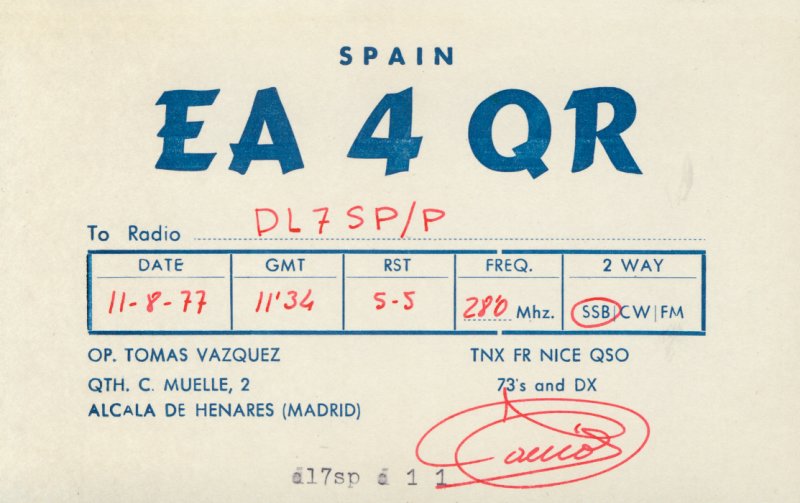 SPAIN
EA 4 QR
To Radio DL7SP/P
DATE GMT RST FREQ. 2 WAY
11-8-77 11'34 5-5 28'0 Mhz. SSB|CW|FM
OP. TOMAS VAZQUEZ TNX FR NICE QSO
QTH. C. MUELLE, 2 73's and DX
ALCALA DE HENARES (MADRID)
dl7sp d 1 1